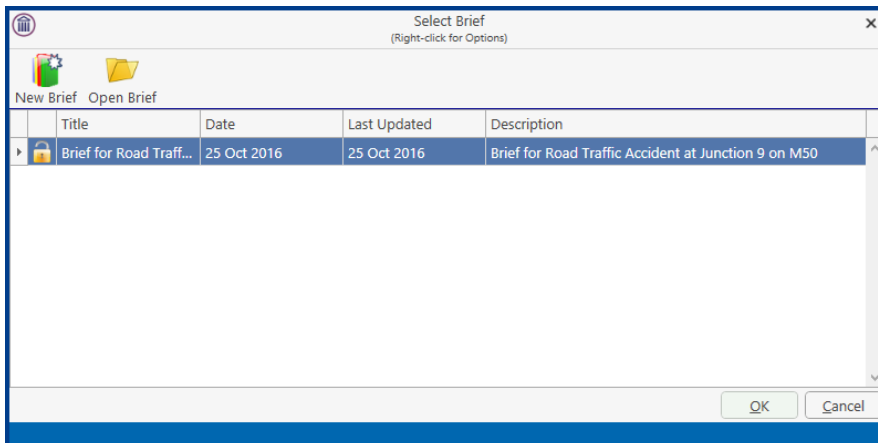 Select Brief
(Right-click for Options)
New Brief Open Brief
Title Date Last Updated Description
Brief for Road Traff... 25 Oct 2016 25 Oct 2016 Brief for Road Traffic Accident at Junction 9 on M50
OK Cancel